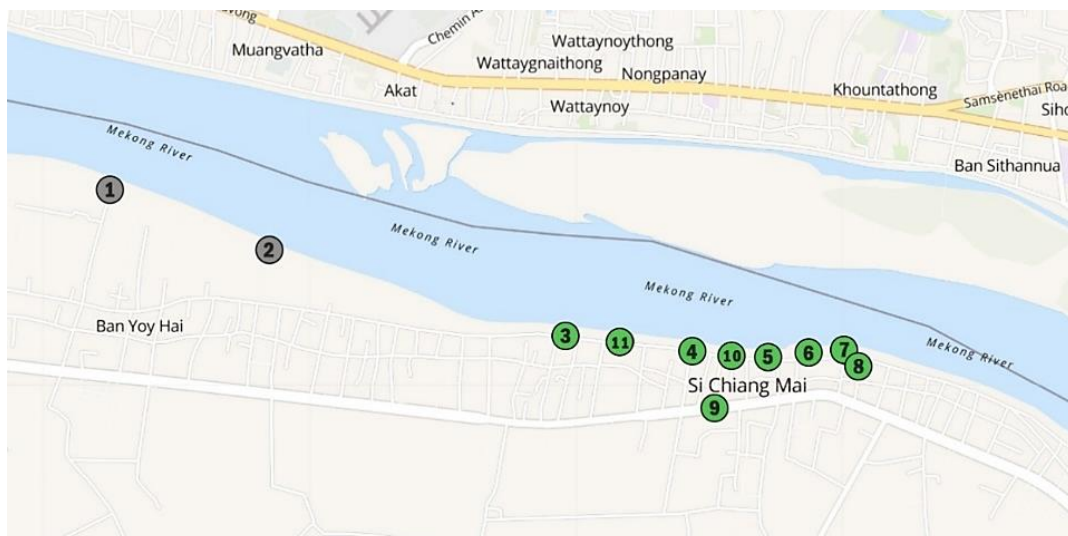 Muangvatha
Chemin A
Wattaynoythong
Wattaygnaithong
Nongpanay
Akat
Khountathong
Samsènethai Road
Wattaynoy
Siho
Mekong River
Ban Sithannua
1
Mekong River
2
Mekong River
Ban Yoy Hai
3
11
4
10
5
6
7
Mekong River
8
Si Chiang Mai
9